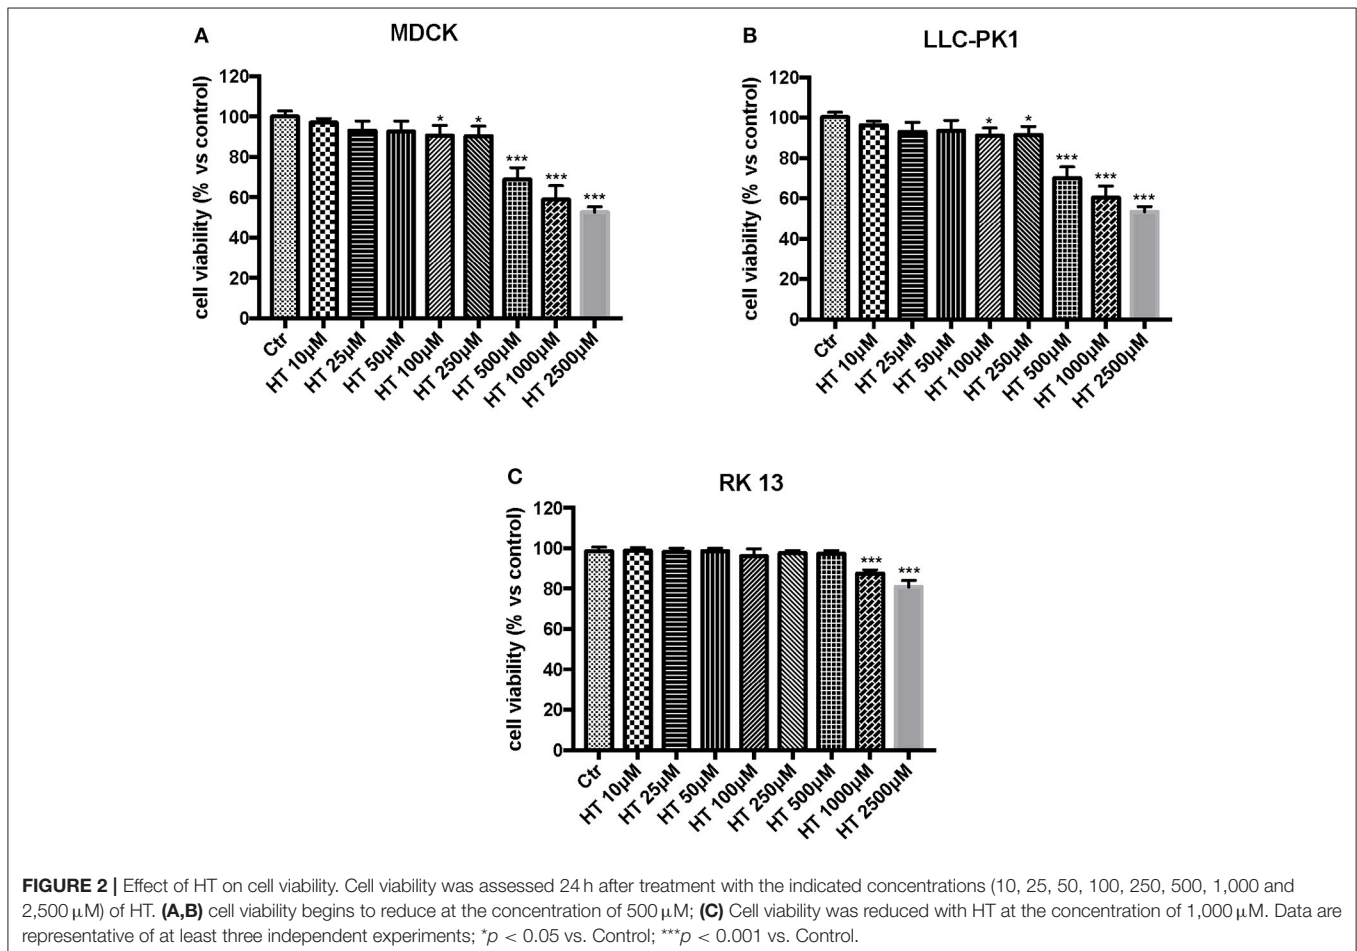 A
MDCK
cell viability (% vs control)
120
100
80
60
40
20
0
*
*
***
***
***
Ctr
HT 10µM
HT 25µM
HT 50µM
HT 100µM
HT 250µM
HT 500µM
HT 1000µM
HT 2500µM
B
LLC-PK1
cell viability (% vs control)
120
100
80
60
40
20
0
*
*
***
***
***
Ctr
HT 10µM
HT 25µM
HT 50µM
HT 100µM
HT 250µM
HT 500µM
HT 1000µM
HT 2500µM
C
RK 13
cell viability (% vs control)
120
100
80
60
40
20
0
***
***
Ctr
HT 10µM
HT 25µM
HT 50µM
HT 100µM
HT 250µM
HT 500µM
HT 1000µM
HT 2500µM
FIGURE 2 | Effect of HT on cell viability. Cell viability was assessed 24 h after treatment with the indicated concentrations (10, 25, 50, 100, 250, 500, 1,000 and
2,500 µM) of HT. (A,B) cell viability begins to reduce at the concentration of 500 µM; (C) Cell viability was reduced with HT at the concentration of 1,000 µM. Data are
representative of at least three independent experiments; *p < 0.05 vs. Control; ***p < 0.001 vs. Control.